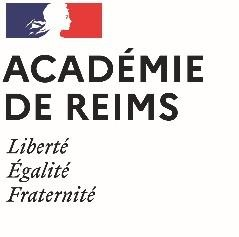 ACADÉMIE
DE REIMS
Liberté
Égalité
Fraternité